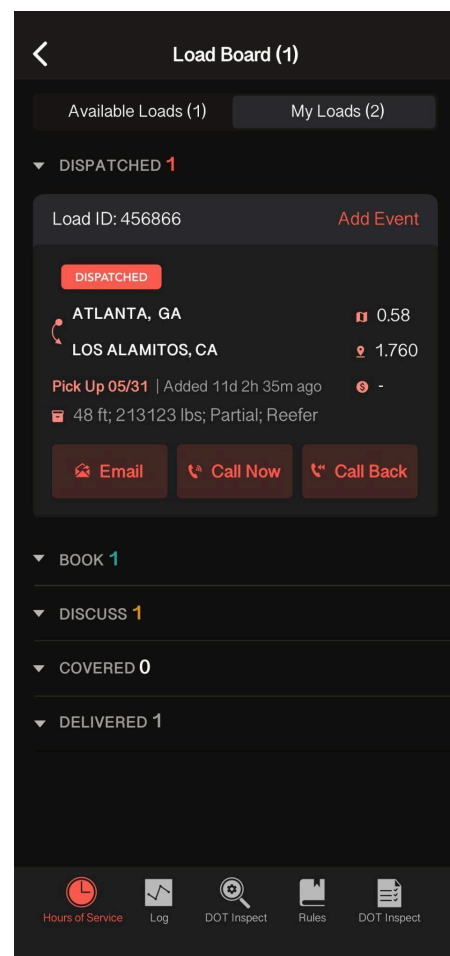 Load Board (1)
Available Loads (1) My Loads (2)
DISPATCHED 1
Load ID: 456866 Add Event
DISPATCHED
ATLANTA, GA 0.58
LOS ALAMITOS, CA 1.760
Pick Up 05/31 | Added 11d 2h 35m ago -
48 ft; 213123 lbs; Partial; Reefer
Email Call Now Call Back
BOOK 1
DISCUSS 1
COVERED 0
DELIVERED 1
Hours of Service Log DOT Inspect Rules DOT Inspect